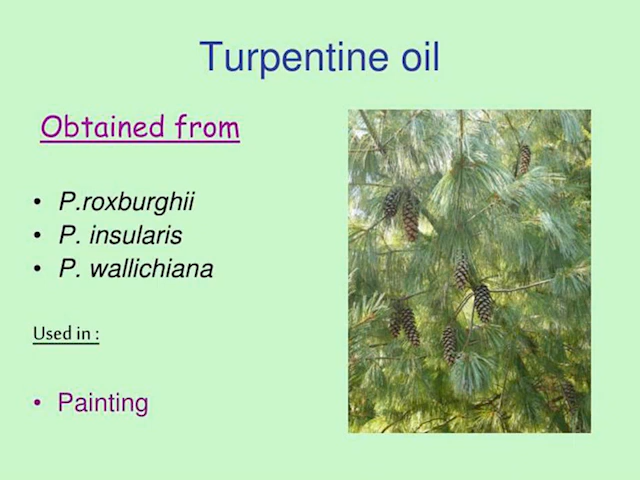 Turpentine oil
Obtained from
• P.roxburghii
• P. insularis
• P. wallichiana
Used in :
• Painting